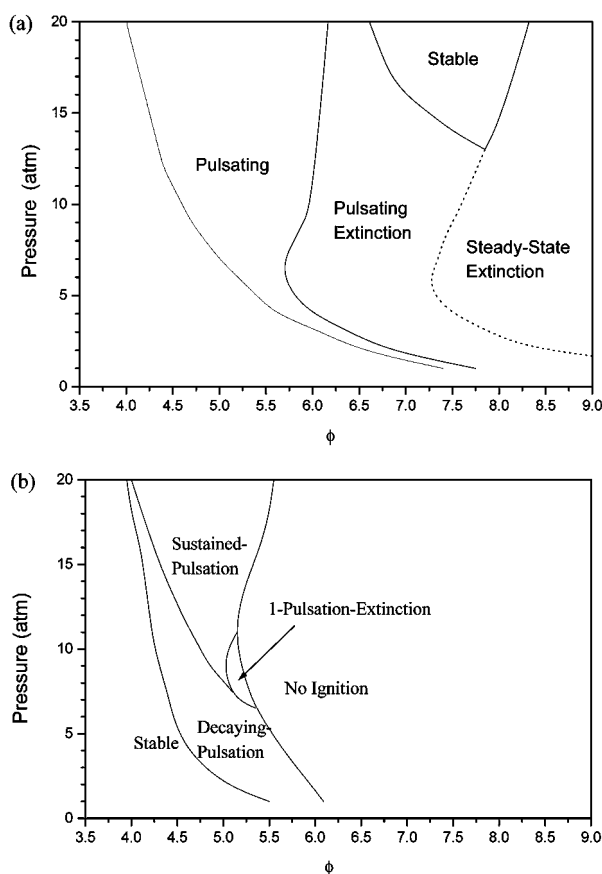 (a)
20
15
10
5
0
Pressure (atm)
Stable
Pulsating
Pulsating
Extinction
Steady-State
Extinction
3.5 4.0 4.5 5.0 5.5 6.0 6.5 7.0 7.5 8.0 8.5 9.0
ϕ
(b)
20
15
10
5
0
Pressure (atm)
Sustained-
Pulsation
1-Pulsation-Extinction
No Ignition
Stable
Decaying-
Pulsation
3.5 4.0 4.5 5.0 5.5 6.0 6.5 7.0 7.5 8.0 8.5 9.0
ϕ